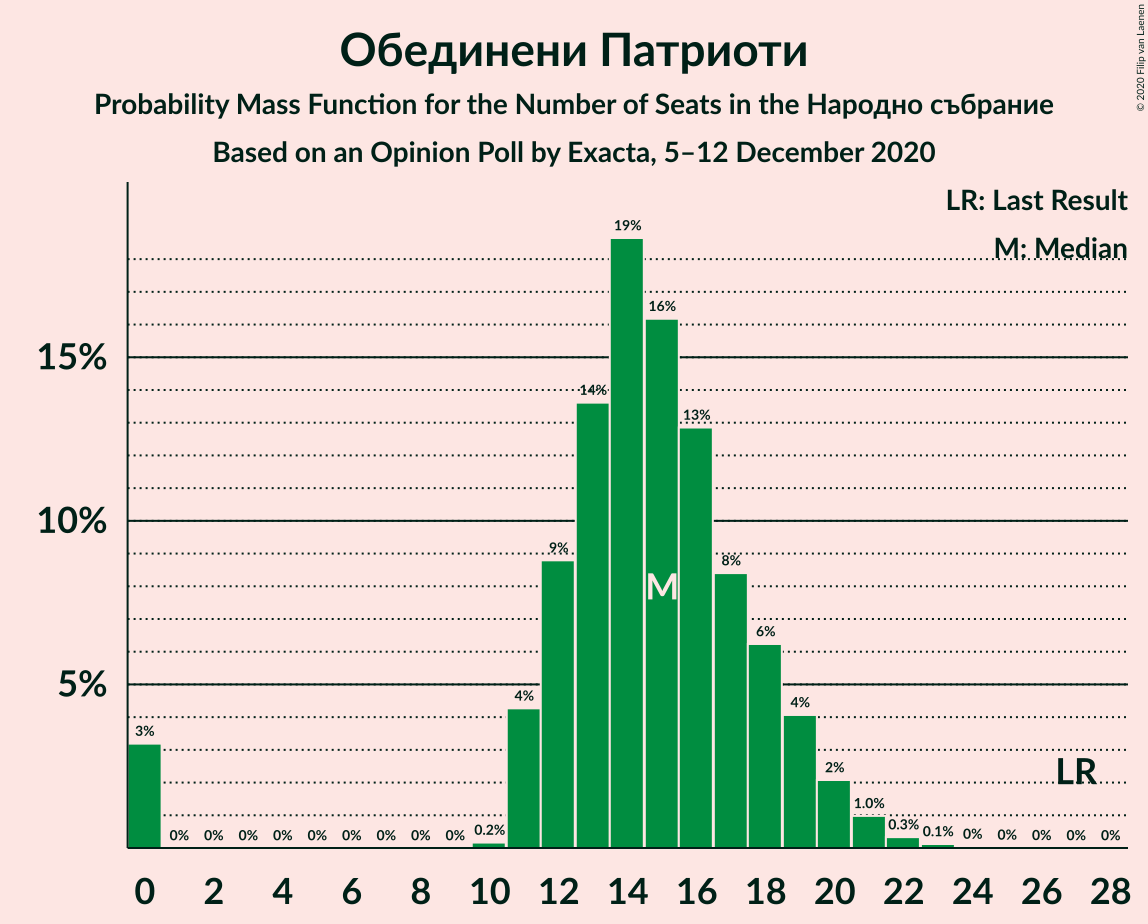 Обединени Патриоти
Probability Mass Function for the Number of Seats in the Народно събрание
Based on an Opinion Poll by Exacta, 5–12 December 2020
© 2020 Filip van Laenen
LR: Last Result
M: Median
19%
16%
15%
14%
13%
10%
9%
8%
M
6%
5%
4%
4%
3%
2%
LR
1.0%
0% 0% 0% 0% 0% 0% 0% 0% 0% 0.2% 0.3% 0.1% 0% 0% 0% 0% 0%
0 2 4 6 8 10 12 14 16 18 20 22 24 26 28